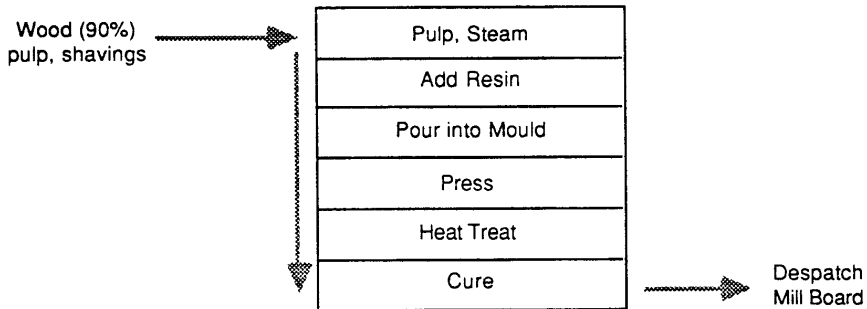 Wood (90%)
pulp, shavings
Pulp, Steam
Add Resin
Pour into Mould
Press
Heat Treat
Cure
Despatch
Mill Board